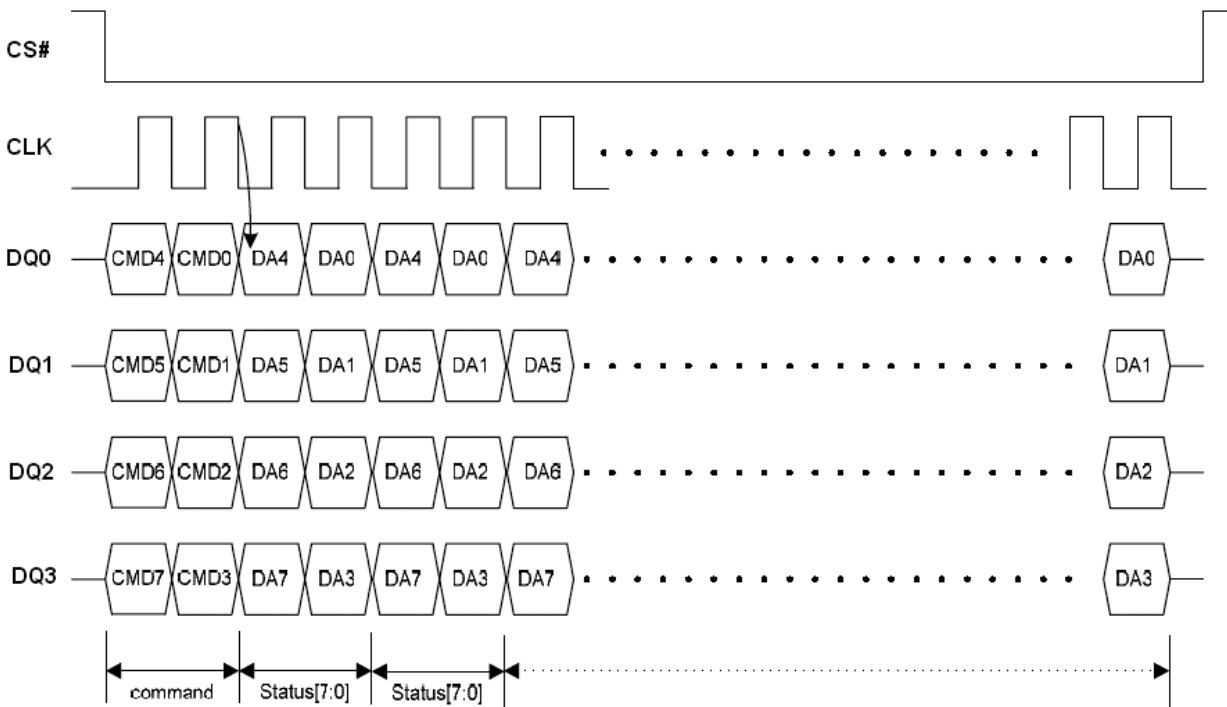 CS#
CLK
DQ0 CMD4 CMD0 DA4 DA0 DA4 DA0 DA4 DA0
DQ1 CMD5 CMD1 DA5 DA1 DA5 DA1 DA5 DA1
DQ2 CMD6 CMD2 DA6 DA2 DA6 DA2 DA6 DA2
DQ3 CMD7 CMD3 DA7 DA3 DA7 DA3 DA7 DA3
command Status[7:0] Status[7:0]